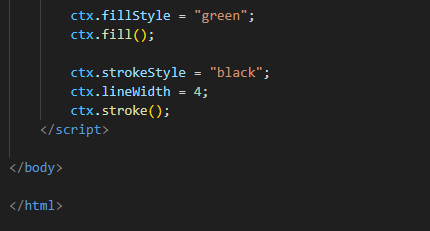 ctx.fillStyle = "green";
ctx.fill();
ctx.strokeStyle = "black";
ctx.lineWidth = 4;
ctx.stroke();
</script>
</body>
</html>